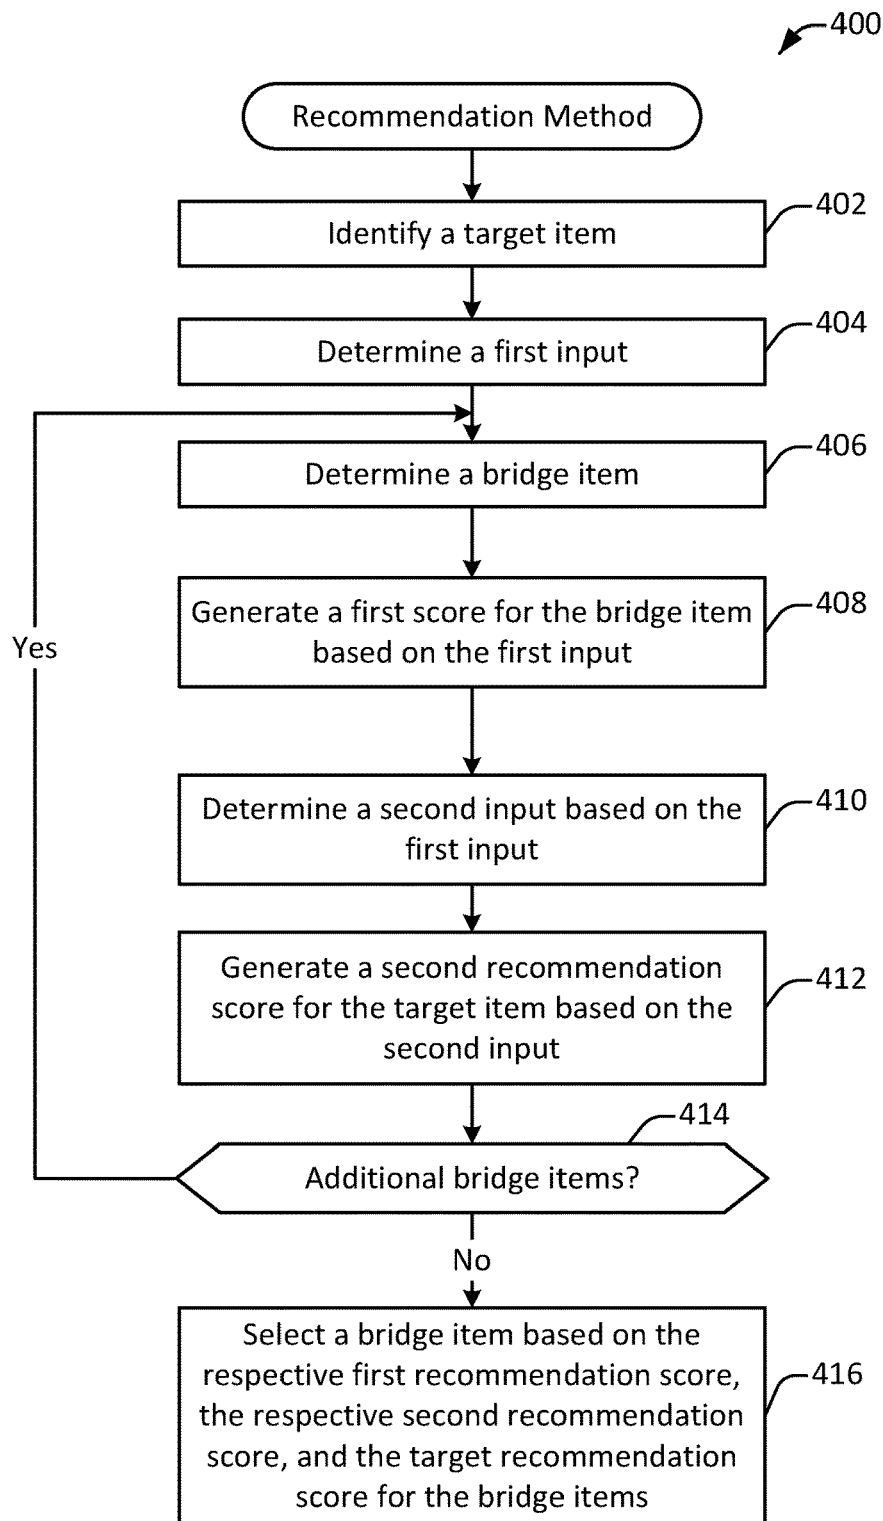 400
Recommendation Method
402
Identify a target item
404
Determine a first input
406
Determine a bridge item
408
Generate a first score for the bridge item
based on the first input
Yes
410
Determine a second input based on the
first input
412
Generate a second recommendation
score for the target item based on the
second input
414
Additional bridge items?
No
416
Select a bridge item based on the
respective first recommendation score,
the respective second recommendation
score, and the target recommendation
score for the bridge items